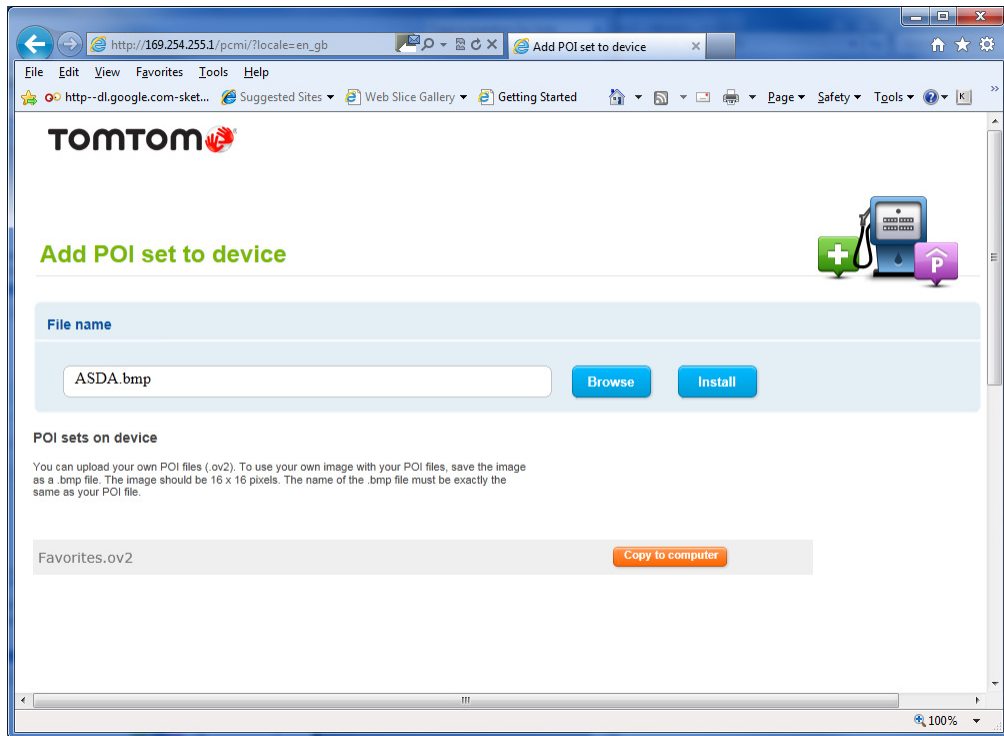 http://169.254.255.1/pcmi/?locale=en_gb
Add POI set to device
File Edit View Favorites Tools Help
http--dl.google.com-sket... Suggested Sites Web Slice Gallery Getting Started Page Safety Tools
TOMTOM
Add POI set to device
P
File name
ASDA.bmp Browse Install
POI sets on device
You can upload your own POI files (.ov2). To use your own image with your POI files, save the image
as a .bmp file. The image should be 16 x 16 pixels. The name of the .bmp file must be exactly the
same as your POI file.
Favorites.ov2 Copy to computer
100%